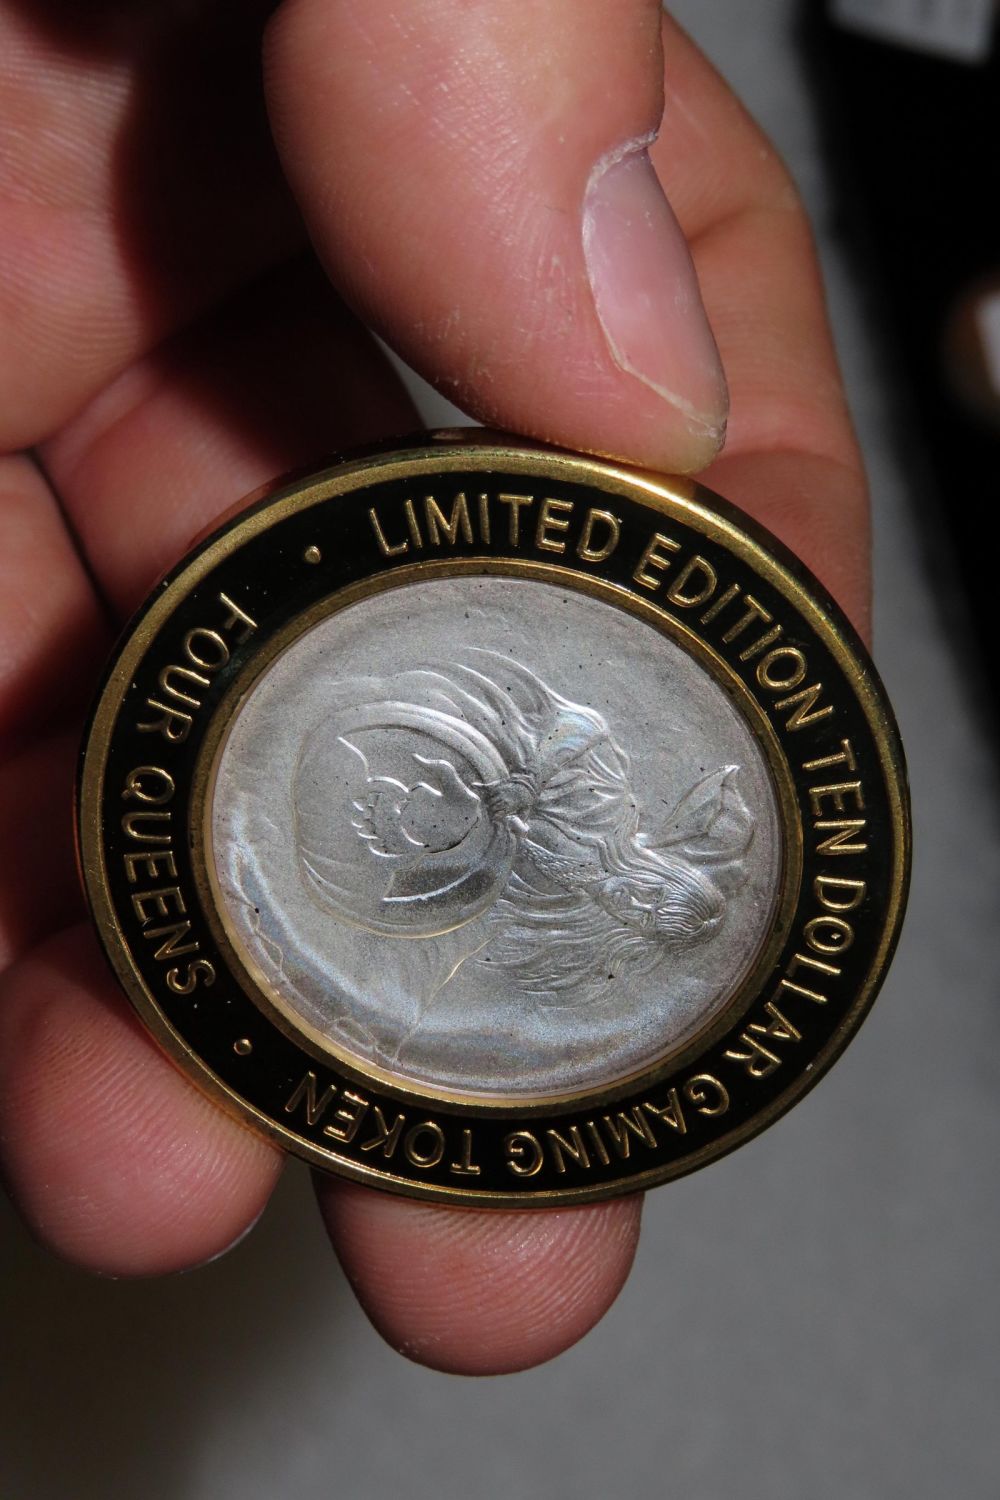 LIMITED EDITION TEN DOLLAR GAMING TOKEN
FOUR QUEENS